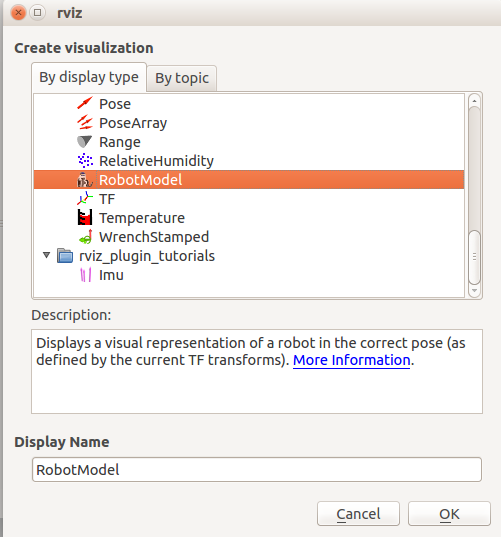 rviz
Create visualization
By display type
By topic
Pose
PoseArray
Range
RelativeHumidity
RobotModel
TF
Temperature
WrenchStamped
rviz_plugin_tutorials
Imu
Description:
Displays a visual representation of a robot in the correct pose (as
defined by the current TF transforms). More Information.
Display Name
RobotModel
Cancel
OK